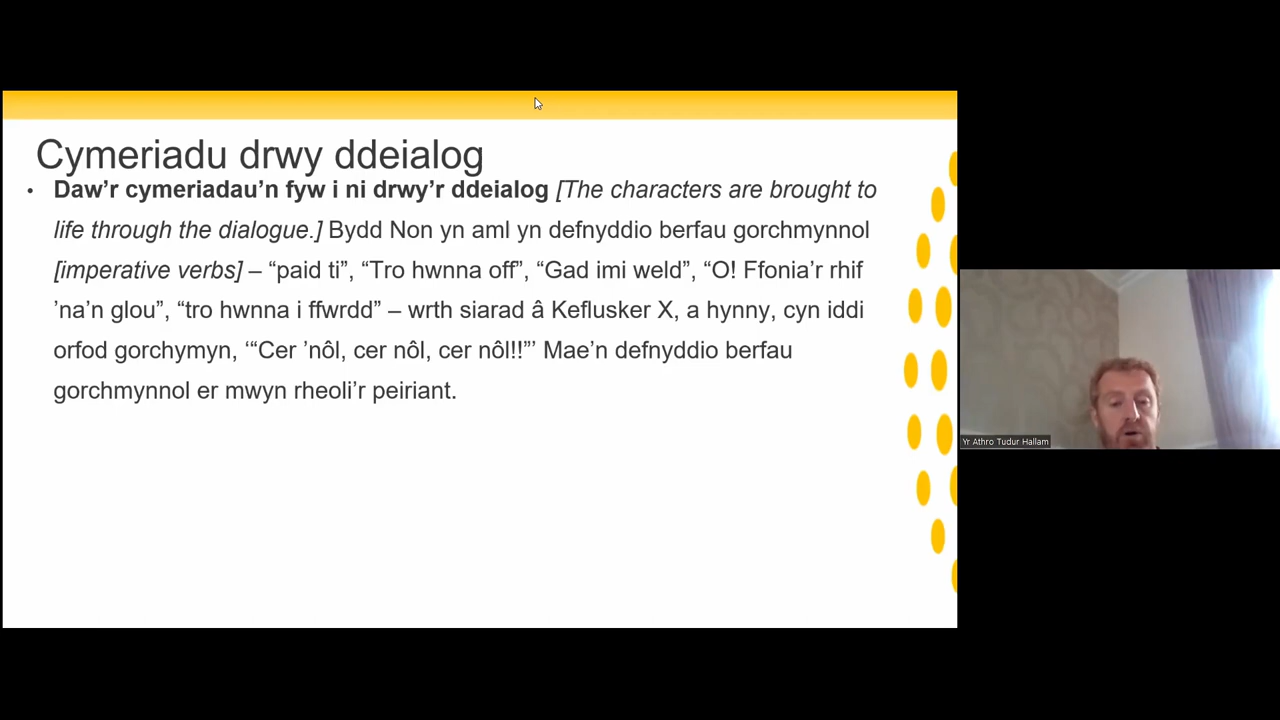 Cymeriadu drwy ddeialog
• Daw’r cymeriadau’n fyw i ni drwy’r ddeialog [The characters are brought to
life through the dialogue.] Bydd Non yn aml yn defnyddio berfau gorchmynnol
[imperative verbs] – “paid ti”, “Tro hwnna off”, “Gad imi weld”, “O! Ffonia’r rhif
’na’n glou”, “tro hwnna i ffwrdd” – wrth siarad â Keflusker X, a hynny, cyn iddi
orfod gorchymyn, ‘“Cer ’nôl, cer nôl, cer nôl!!”’ Mae’n defnyddio berfau
gorchmynnol er mwyn rheoli’r peiriant.
Yr Athro Tudur Hallam